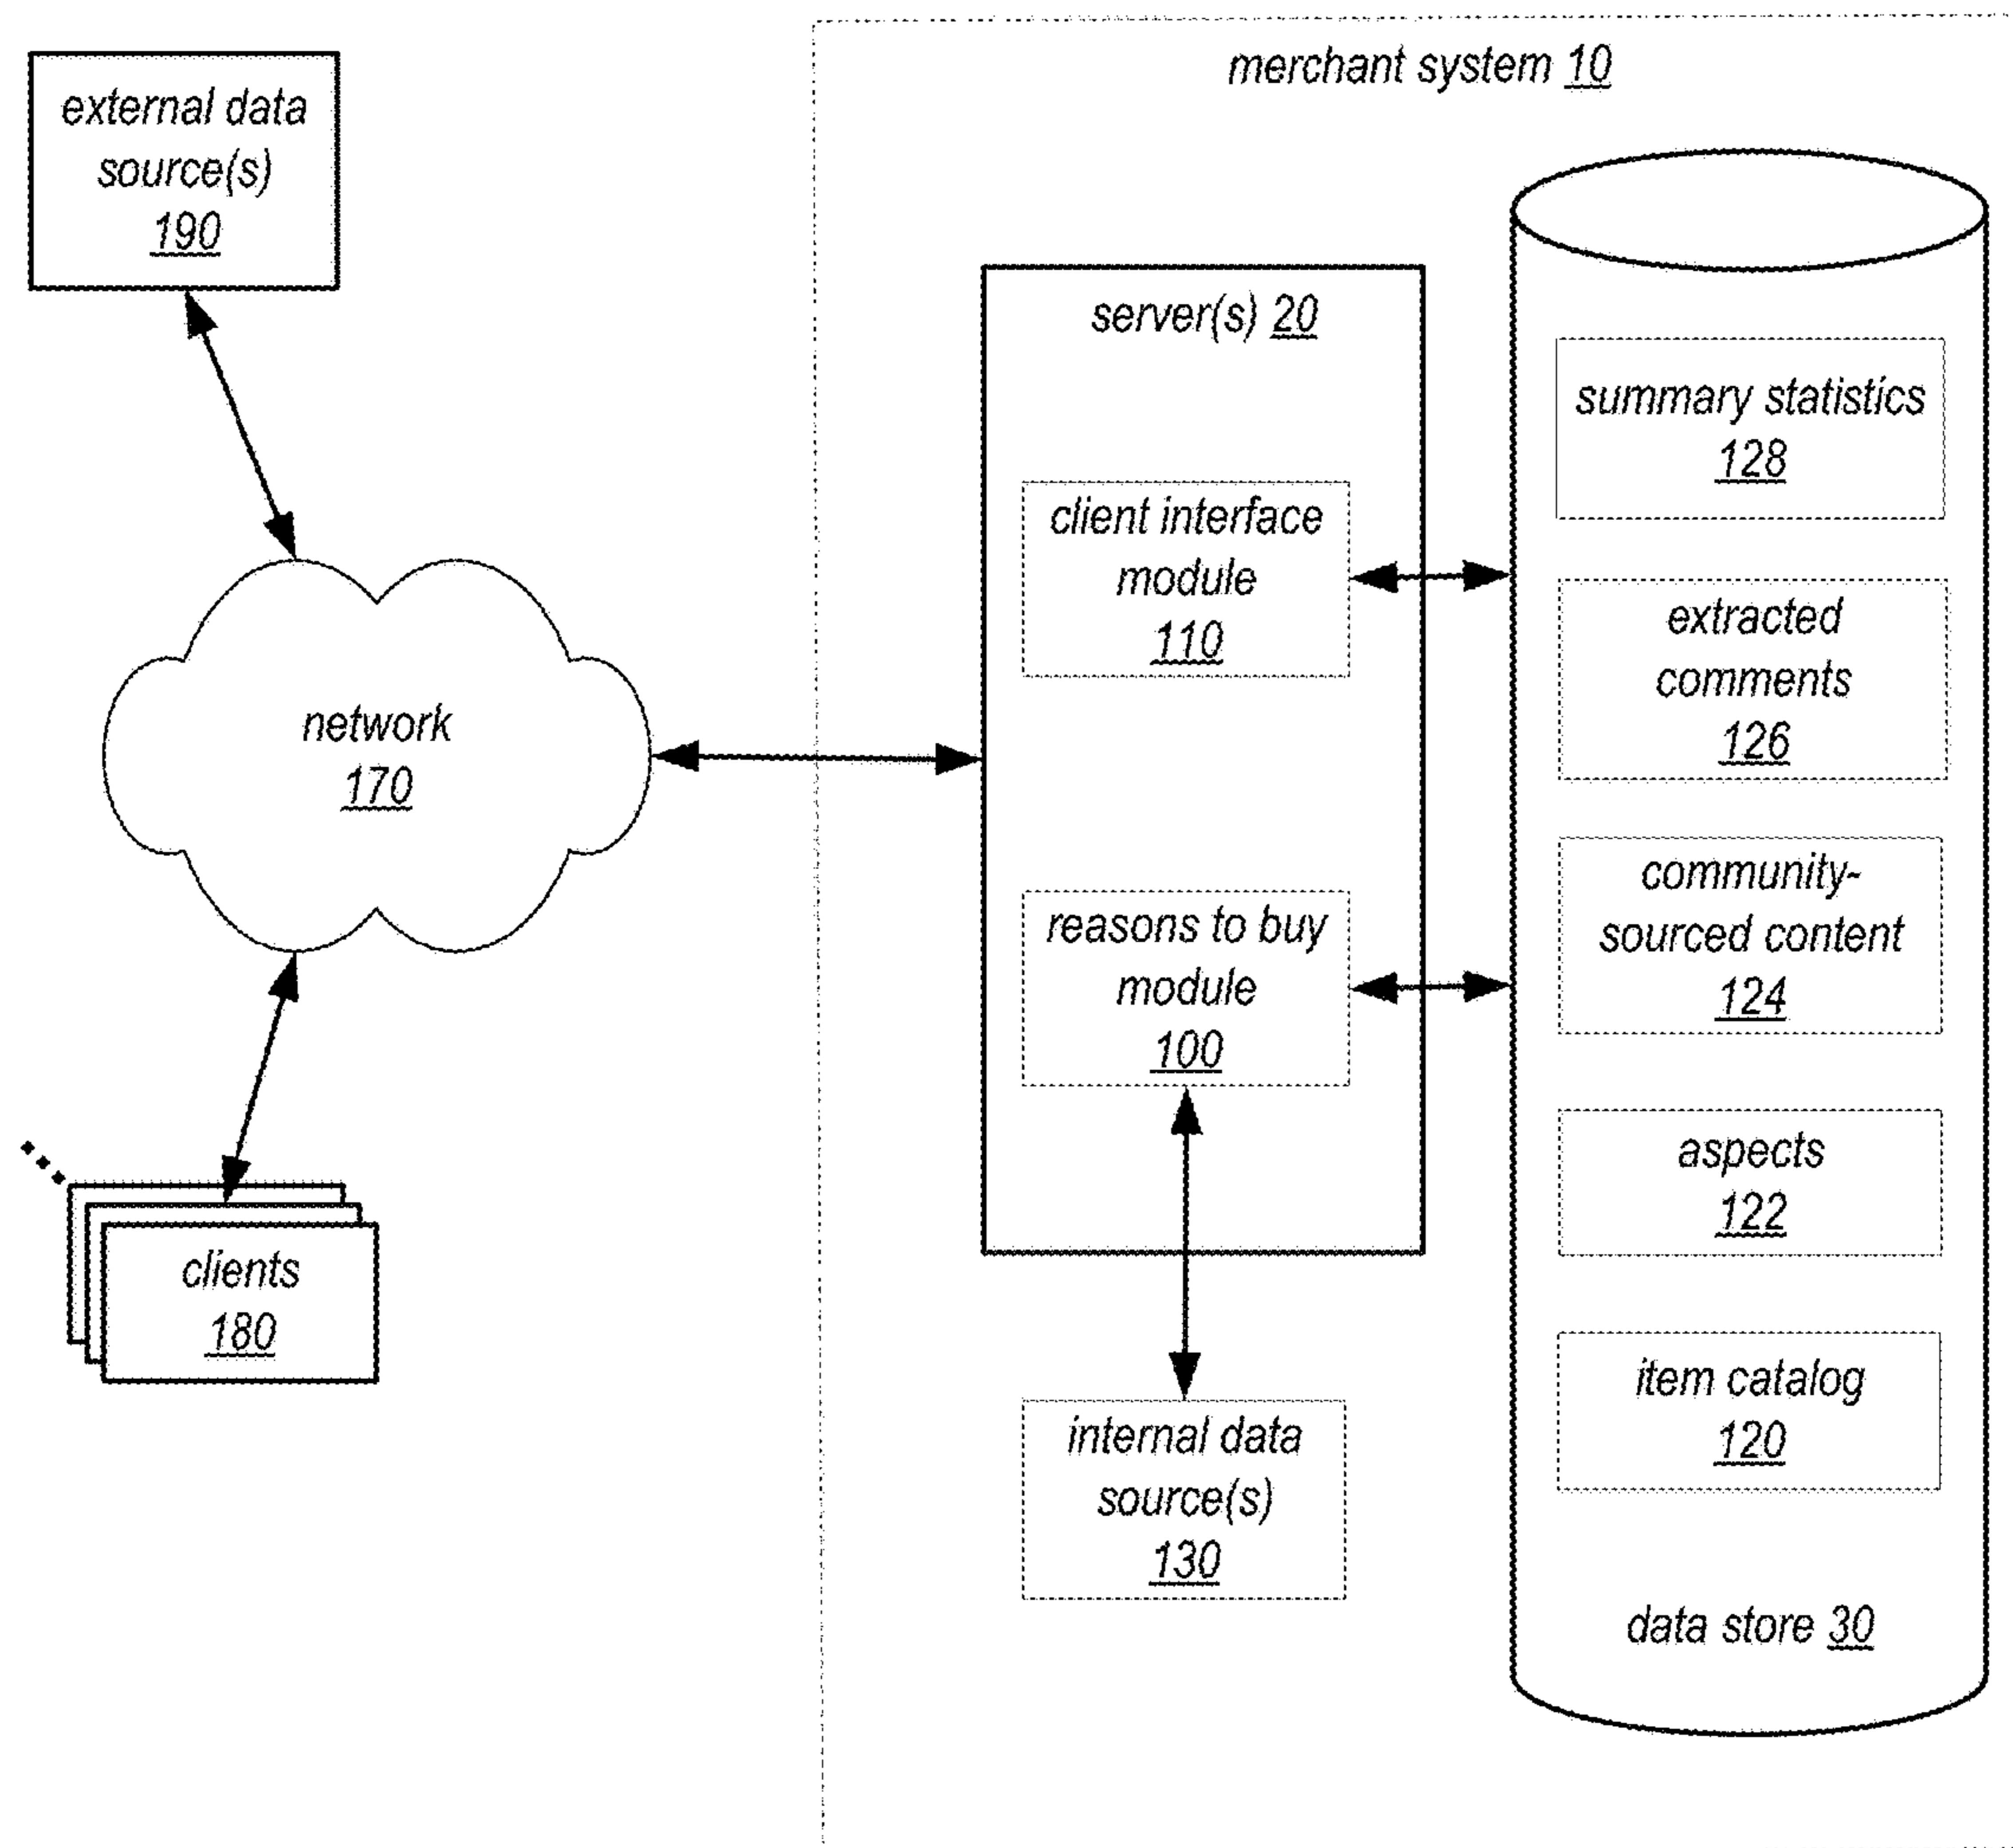 merchant system 10
external data
source(s)
190
server(s) 20
summary statistics
128
client interface
module
110
extracted
comments
126
network
170
community-
sourced content
124
reasons to buy
module
100
aspects
122
clients
180
item catalog
120
internal data
source(s)
130
data store 30